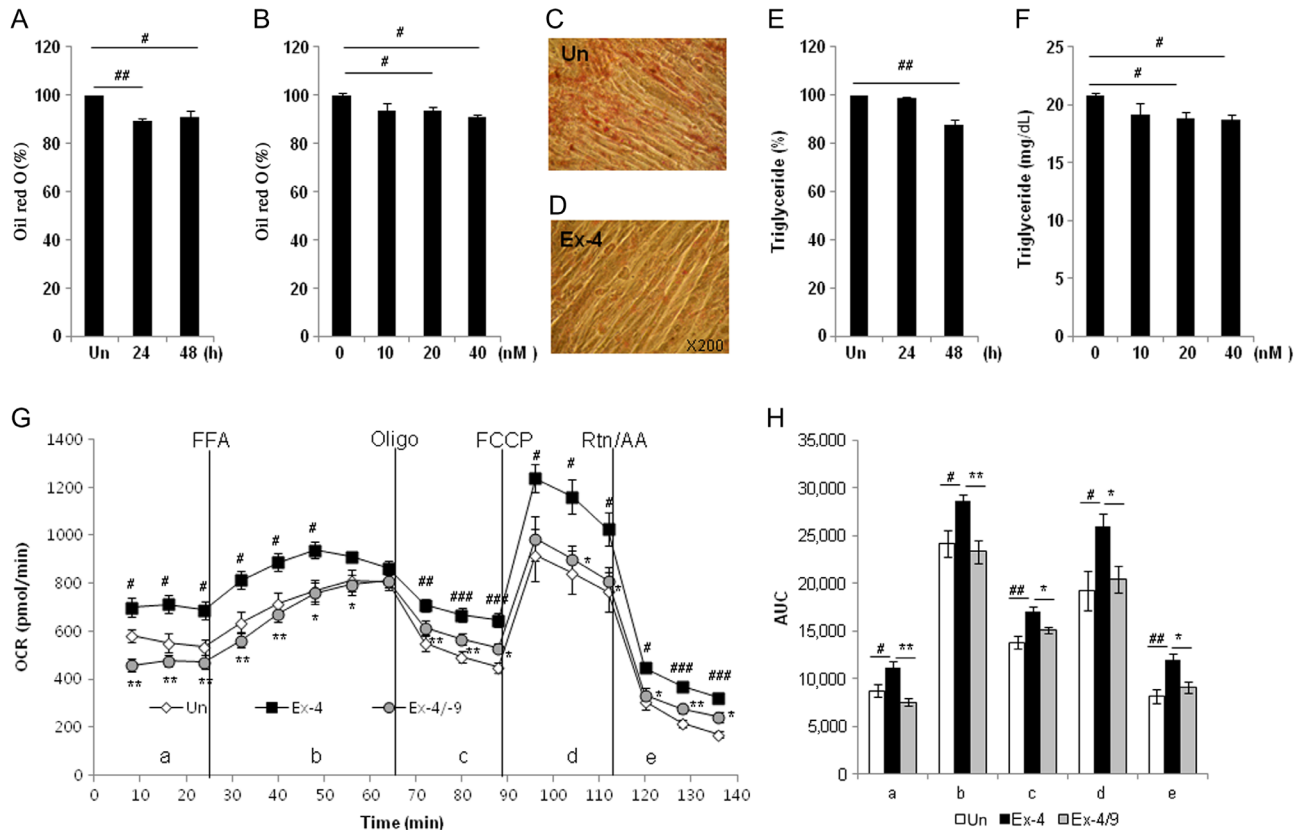 A
#
##
120
100
80
60
40
20
0
Oil red O(%)
Un 24 48 (h)
B
#
#
120
100
80
60
40
20
0
Oil red O(%)
0 10 20 40 (nM )
C
Un
D
Ex-4
X200
E
##
120
100
80
60
40
20
0
Triglyceride (%)
Un 24 48 (h)
F
#
#
25
20
15
10
5
0
Triglyceride (mg/dL)
0 10 20 40 (nM )
G
FFA Oligo FCCP Rtn/AA
1400
1200
1000
800
600
400
200
0
OCR (pmol/min)
# # # # # # ## ### ### # # # # ### ###
** ** ** ** ** * * ** ** * * * * ** *
Un Ex-4 Ex-4/-9
a b c d e
0 10 20 30 40 50 60 70 80 90 100 110 120 130 140
Time (min)
H
35,000
30,000
25,000
20,000
15,000
10,000
5,000
0
AUC
# ** # ** ## * # * ## *
a b c d e
Un Ex-4 Ex-4/9